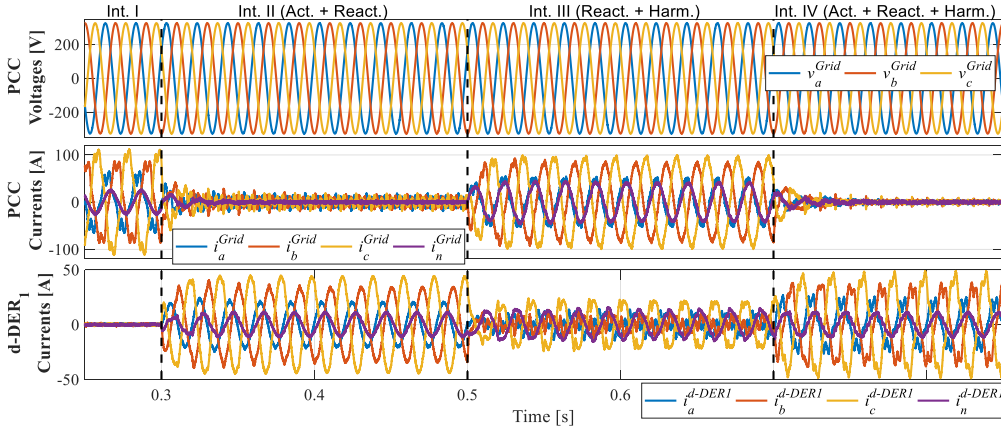 Int. I Int. II (Act. + React.) Int. III (React. + Harm.) Int. IV (Act. + React. + Harm.)
PCC
Voltages [V]
200
0
-200
v_a^Grid v_b^Grid v_c^Grid
PCC
Currents [A]
100
0
-100
i_a^Grid i_b^Grid i_c^Grid i_n^Grid
d-DER_1
Currents [A]
50
0
-50
0.3 0.4 0.5 0.6
Time [s]
i_a^d-DER1 i_b^d-DER1 i_c^d-DER1 i_n^d-DER1